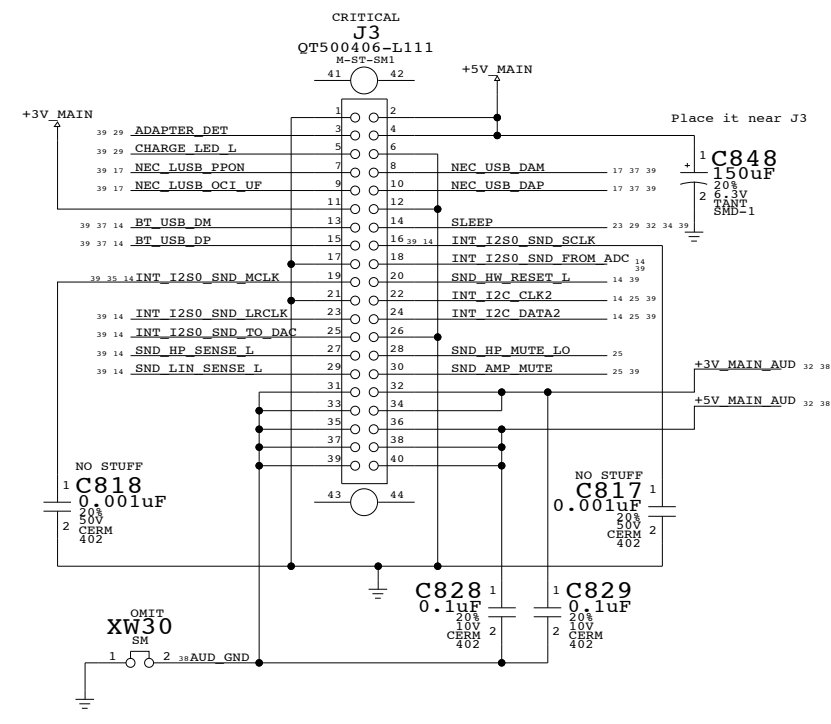 CRITICAL
J3
QT500406-L111
M-ST-SM1
41 42
+5V_MAIN
+3V_MAIN
Place it near J3
1 2
39 29 ADAPTER_DET 3 4
39 29 CHARGE_LED_L 5 6
39 17 NEC_LUSB_PPON 7 8 NEC_USB_DAM 17 37 39
39 17 NEC_LUSB_OCI_UF 9 10 NEC_USB_DAP 17 37 39
1 C848
+ 150uF
20%
2 6.3V
TANT
SMD-1
11 12
39 37 14 BT_USB_DM 13 14 SLEEP 23 29 32 34 39
39 37 14 BT_USB_DP 15 16 39 14 INT_I2S0_SND_SCLK
17 18 INT_I2S0_SND_FROM_ADC 14 39
39 35 14 INT_I2S0_SND_MCLK 19 20 SND_HW_RESET_L 14 39
21 22 INT_I2C_CLK2 14 25 39
39 14 INT_I2S0_SND_LRCLK 23 24 INT_I2C_DATA2 14 25 39
39 14 INT_I2S0_SND_TO_DAC 25 26
39 14 SND_HP_SENSE_L 27 28 SND_HP_MUTE_LO 25
39 14 SND_LIN_SENSE_L 29 30 SND_AMP_MUTE 25 39
+3V_MAIN_AUD 32 38
31 32
33 34
+5V_MAIN_AUD 32 38
35 36
37 38
39 40
43 44
NO STUFF
1 C818
0.001uF
20%
50V
2 CERM
402
NO STUFF
C817 1
0.001uF
20%
50V
CERM 2
402
C828 1
0.1uF
20%
10V
CERM 2
402
1 C829
0.1uF
20%
10V
2 CERM
402
OMIT
XW30
SM
1 2 38 AUD_GND